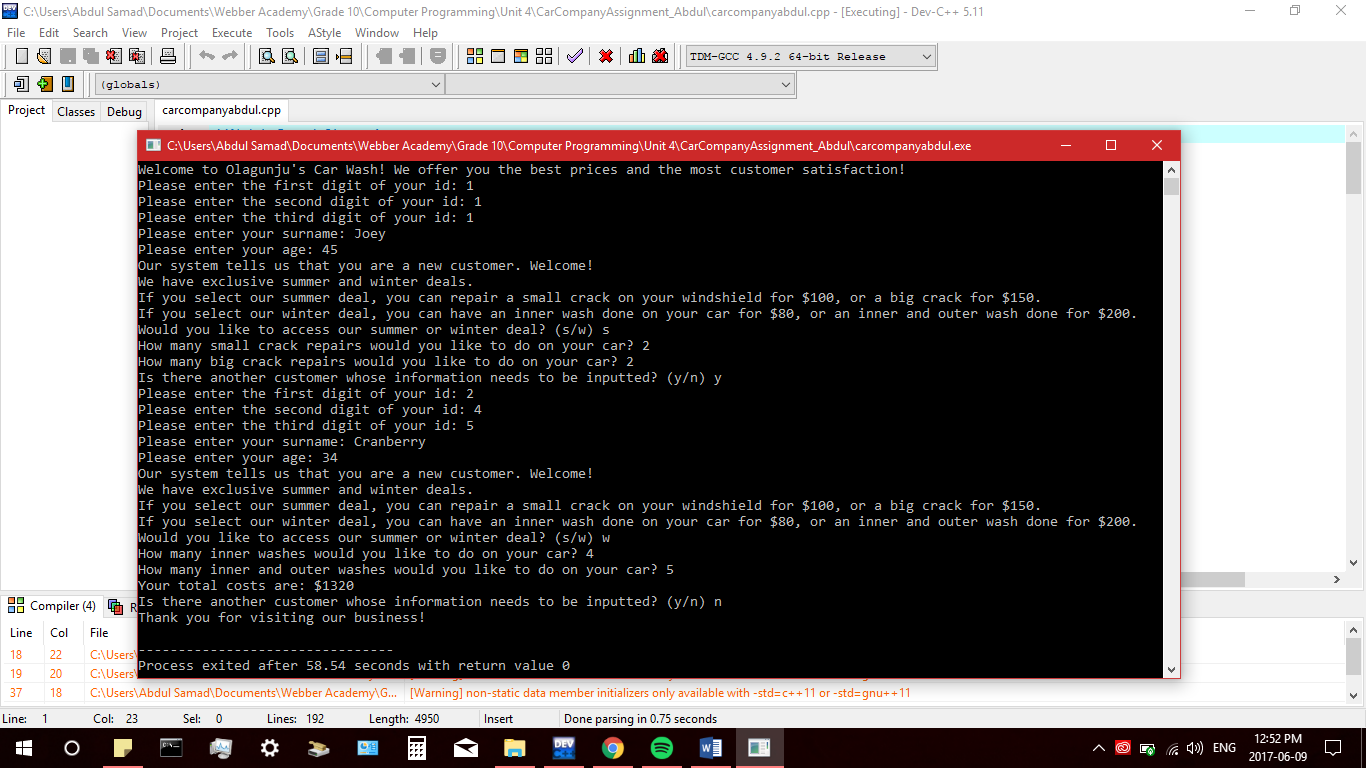 C:\Users\Abdul Samad\Documents\Webber Academy\Grade 10\Computer Programming\Unit 4\CarCompanyAssignment_Abdul\carcompanyabdul.cpp - [Executing] - Dev-C++ 5.11
File Edit Search View Project Execute Tools AStyle Window Help
TDM-GCC 4.9.2 64-bit Release
(globals)
Project Classes Debug carcompanyabdul.cpp
C:\Users\Abdul Samad\Documents\Webber Academy\Grade 10\Computer Programming\Unit 4\CarCompanyAssignment_Abdul\carcompanyabdul.exe
Welcome to Olagunju's Car Wash! We offer you the best prices and the most customer satisfaction!
Please enter the first digit of your id: 1
Please enter the second digit of your id: 1
Please enter the third digit of your id: 1
Please enter your surname: Joey
Please enter your age: 45
Our system tells us that you are a new customer. Welcome!
We have exclusive summer and winter deals.
If you select our summer deal, you can repair a small crack on your windshield for $100, or a big crack for $150.
If you select our winter deal, you can have an inner wash done on your car for $80, or an inner and outer wash done for $200.
Would you like to access our summer or winter deal? (s/w) s
How many small crack repairs would you like to do on your car? 2
How many big crack repairs would you like to do on your car? 2
Is there another customer whose information needs to be inputted? (y/n) y
Please enter the first digit of your id: 2
Please enter the second digit of your id: 4
Please enter the third digit of your id: 5
Please enter your surname: Cranberry
Please enter your age: 34
Our system tells us that you are a new customer. Welcome!
We have exclusive summer and winter deals.
If you select our summer deal, you can repair a small crack on your windshield for $100, or a big crack for $150.
If you select our winter deal, you can have an inner wash done on your car for $80, or an inner and outer wash done for $200.
Would you like to access our summer or winter deal? (s/w) w
How many inner washes would you like to do on your car? 4
How many inner and outer washes would you like to do on your car? 5
Your total costs are: $1320
Is there another customer whose information needs to be inputted? (y/n) n
Thank you for visiting our business!
--------------------------------
Process exited after 58.54 seconds with return value 0
Compiler (4) R
Line Col File
18 22 C:\Users\
19 20 C:\Users\
37 18 C:\Users\Abdul Samad\Documents\Webber Academy\G... [Warning] non-static data member initializers only available with -std=c++11 or -std=gnu++11
Line: 1 Col: 23 Sel: 0 Lines: 192 Length: 4950 Insert Done parsing in 0.75 seconds
DEV ENG 12:52 PM
2017-06-09